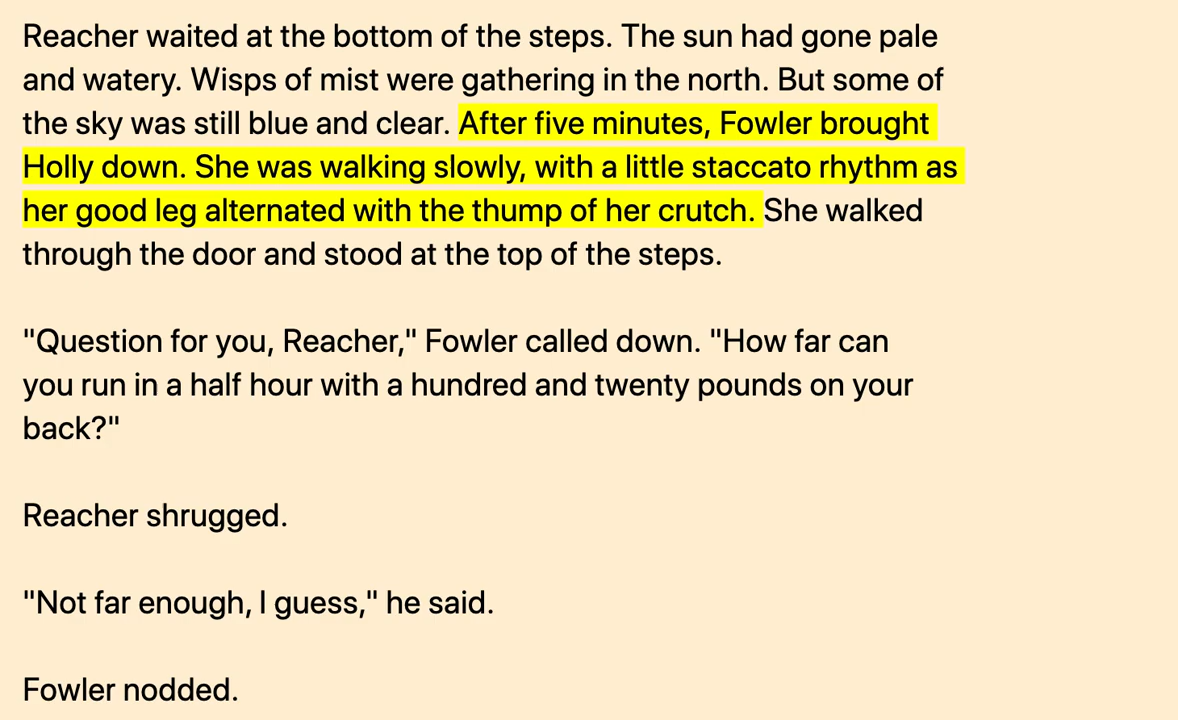 Reacher waited at the bottom of the steps. The sun had gone pale
and watery. Wisps of mist were gathering in the north. But some of
the sky was still blue and clear. After five minutes, Fowler brought
Holly down. She was walking slowly, with a little staccato rhythm as
her good leg alternated with the thump of her crutch. She walked
through the door and stood at the top of the steps.
"Question for you, Reacher," Fowler called down. "How far can
you run in a half hour with a hundred and twenty pounds on your
back?"
Reacher shrugged.
"Not far enough, I guess," he said.
Fowler nodded.